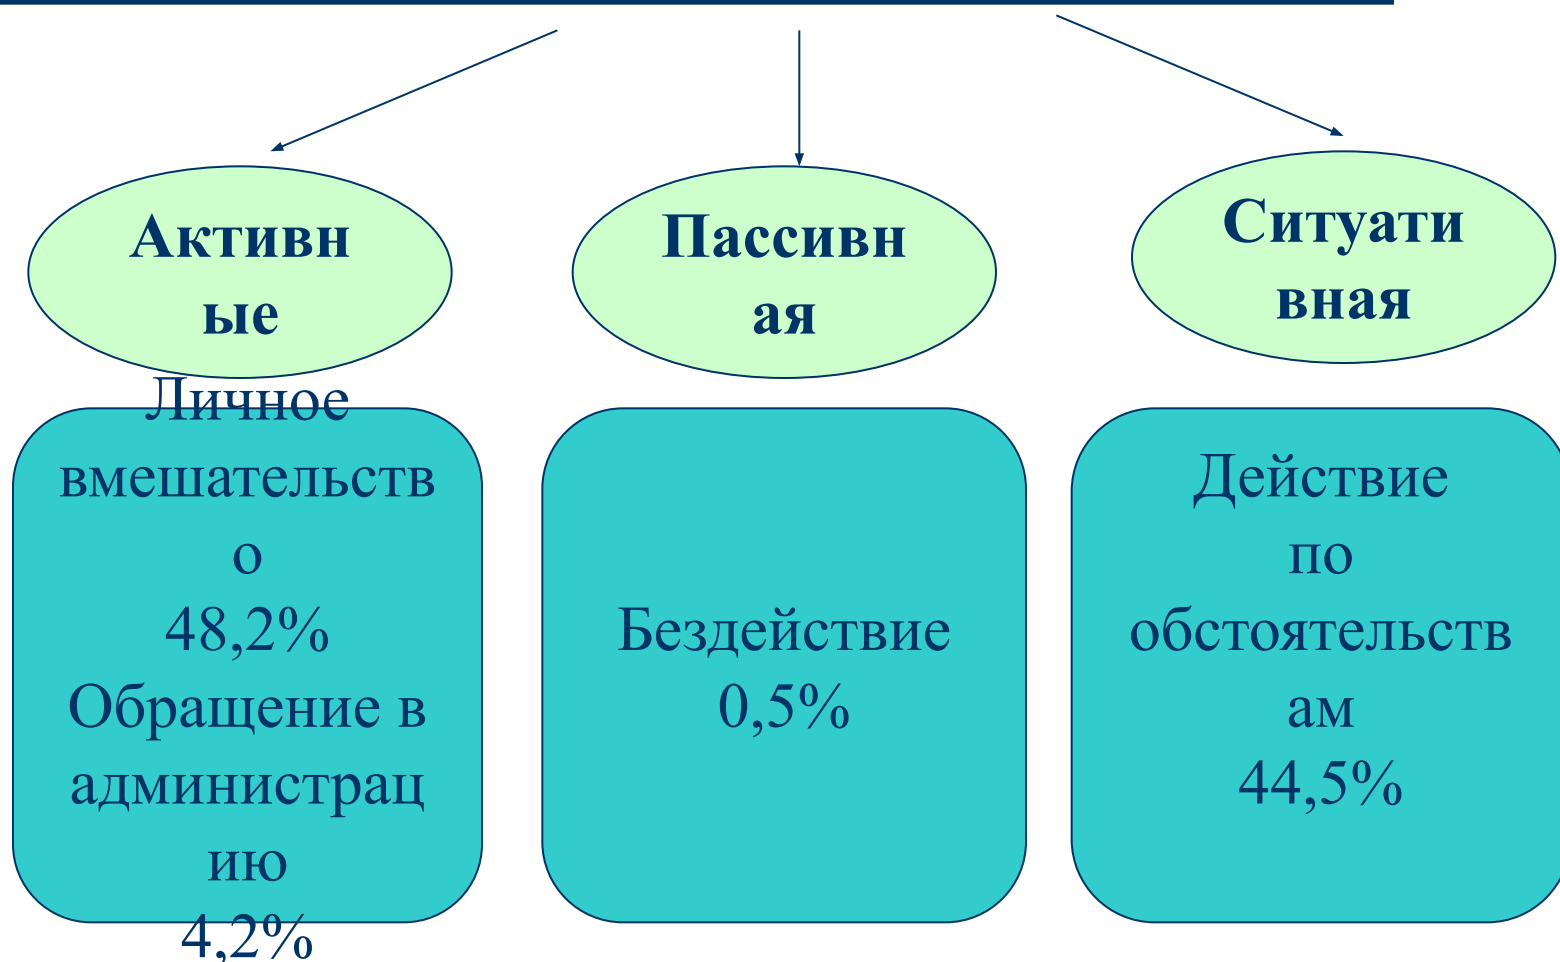 Активн
ые
Пассивн
ая
Ситуати
вная
Личное
вмешательств
о
48,2%
Обращение в
администрац
ию
4,2%
Бездействие
0,5%
Действие
по
обстоятельств
ам
44,5%